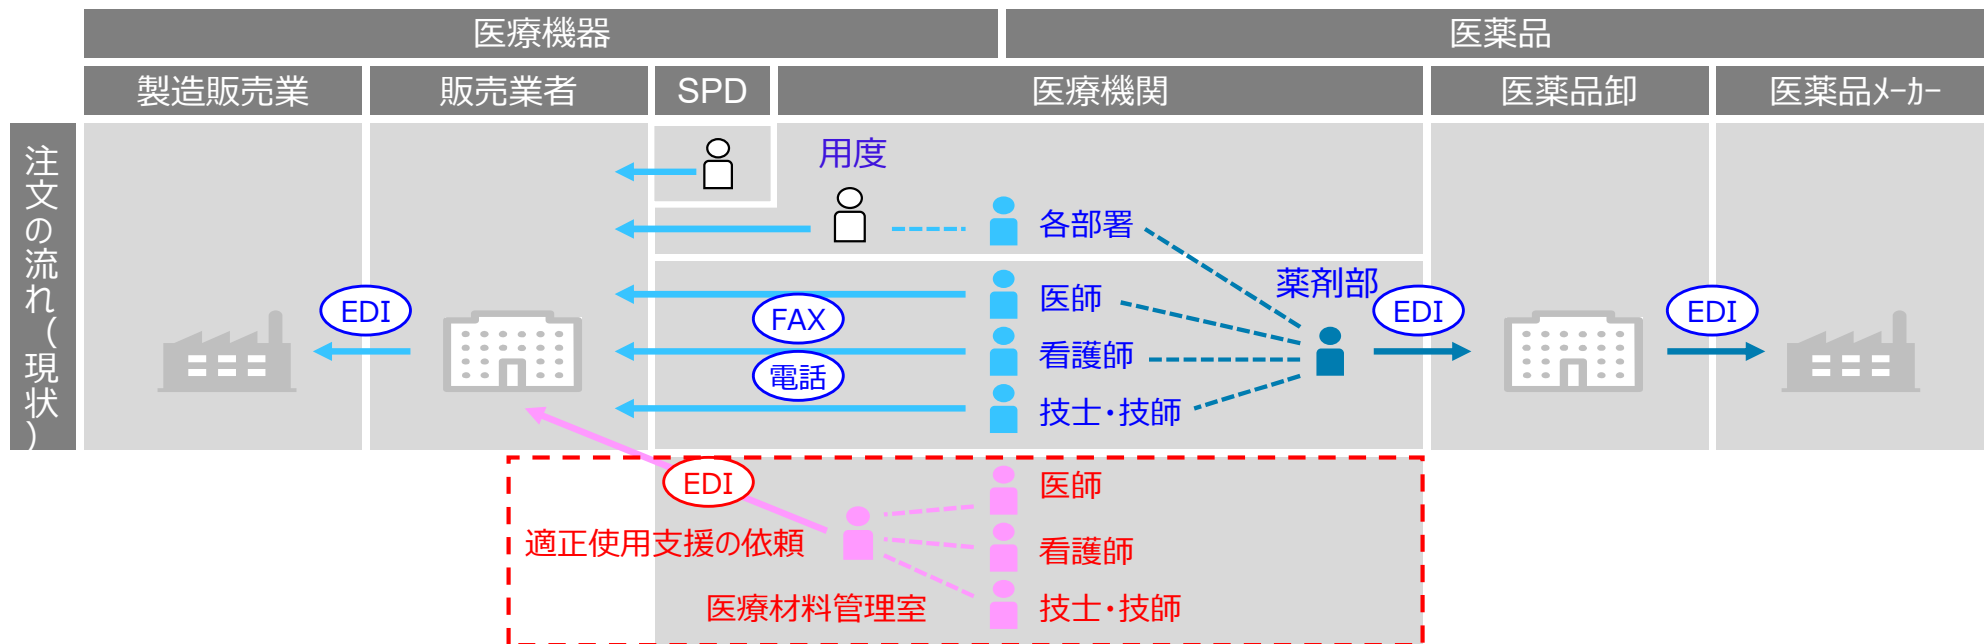 医療機器
医薬品
製造販売業
販売業者
SPD
医療機関
医薬品卸
医薬品ﾒｰｶｰ
注文の流れ(現状)
用度
各部署
医師
薬剤部
EDI
FAX
EDI
EDI
看護師
電話
技士・技師
医師
EDI
適正使用支援の依頼
看護師
医療材料管理室
技士・技師